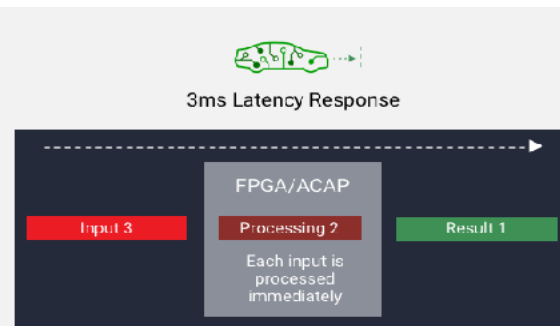 3ms Latency Response
FPGA/ACAP
Input 3
Processing 2
Result 1
Each input is
processed
immediately